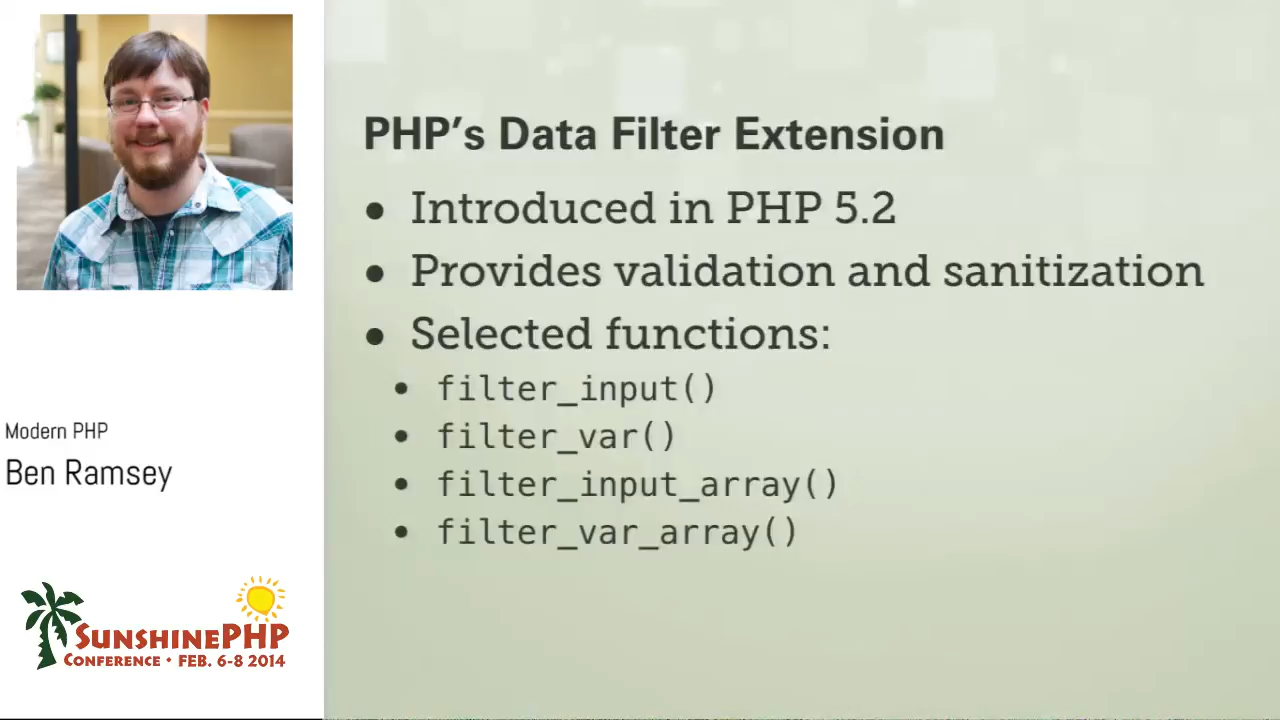 PHP's Data Filter Extension
• Introduced in PHP 5.2
• Provides validation and sanitization
• Selected functions:
• filter_input()
• filter_var()
• filter_input_array()
• filter_var_array()
Modern PHP
Ben Ramsey
SunshinePHP
Conference • Feb. 6-8 2014